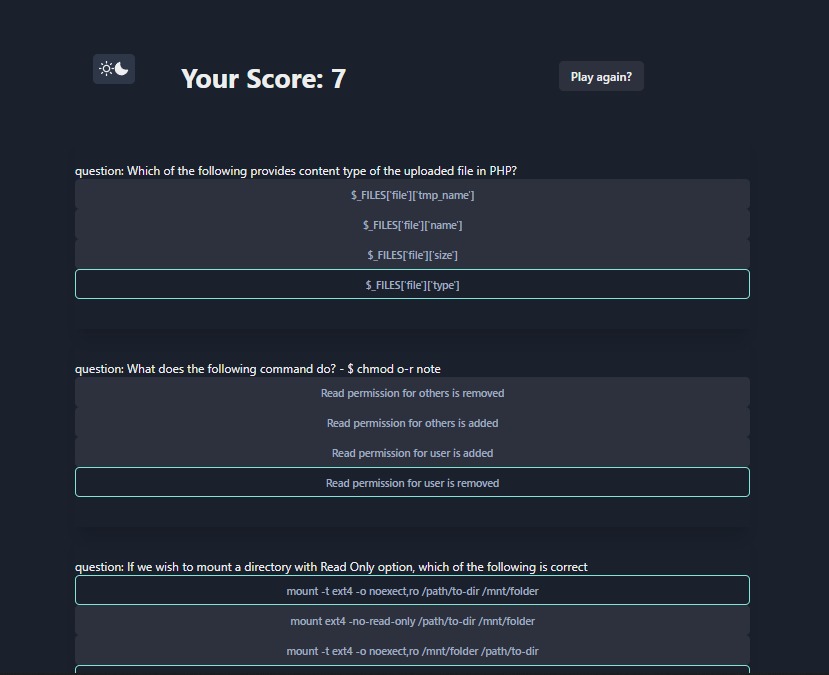 Your Score: 7
Play again?
question: Which of the following provides content type of the uploaded file in PHP?
$_FILES['file']['tmp_name']
$_FILES['file']['name']
$_FILES['file']['size']
$_FILES['file']['type']
question: What does the following command do? - $ chmod o-r note
Read permission for others is removed
Read permission for others is added
Read permission for user is added
Read permission for user is removed
question: If we wish to mount a directory with Read Only option, which of the following is correct
mount -t ext4 -o noexect,ro /path/to-dir /mnt/folder
mount ext4 -no-read-only /path/to-dir /mnt/folder
mount -t ext4 -o noexect,ro /mnt/folder /path/to-dir